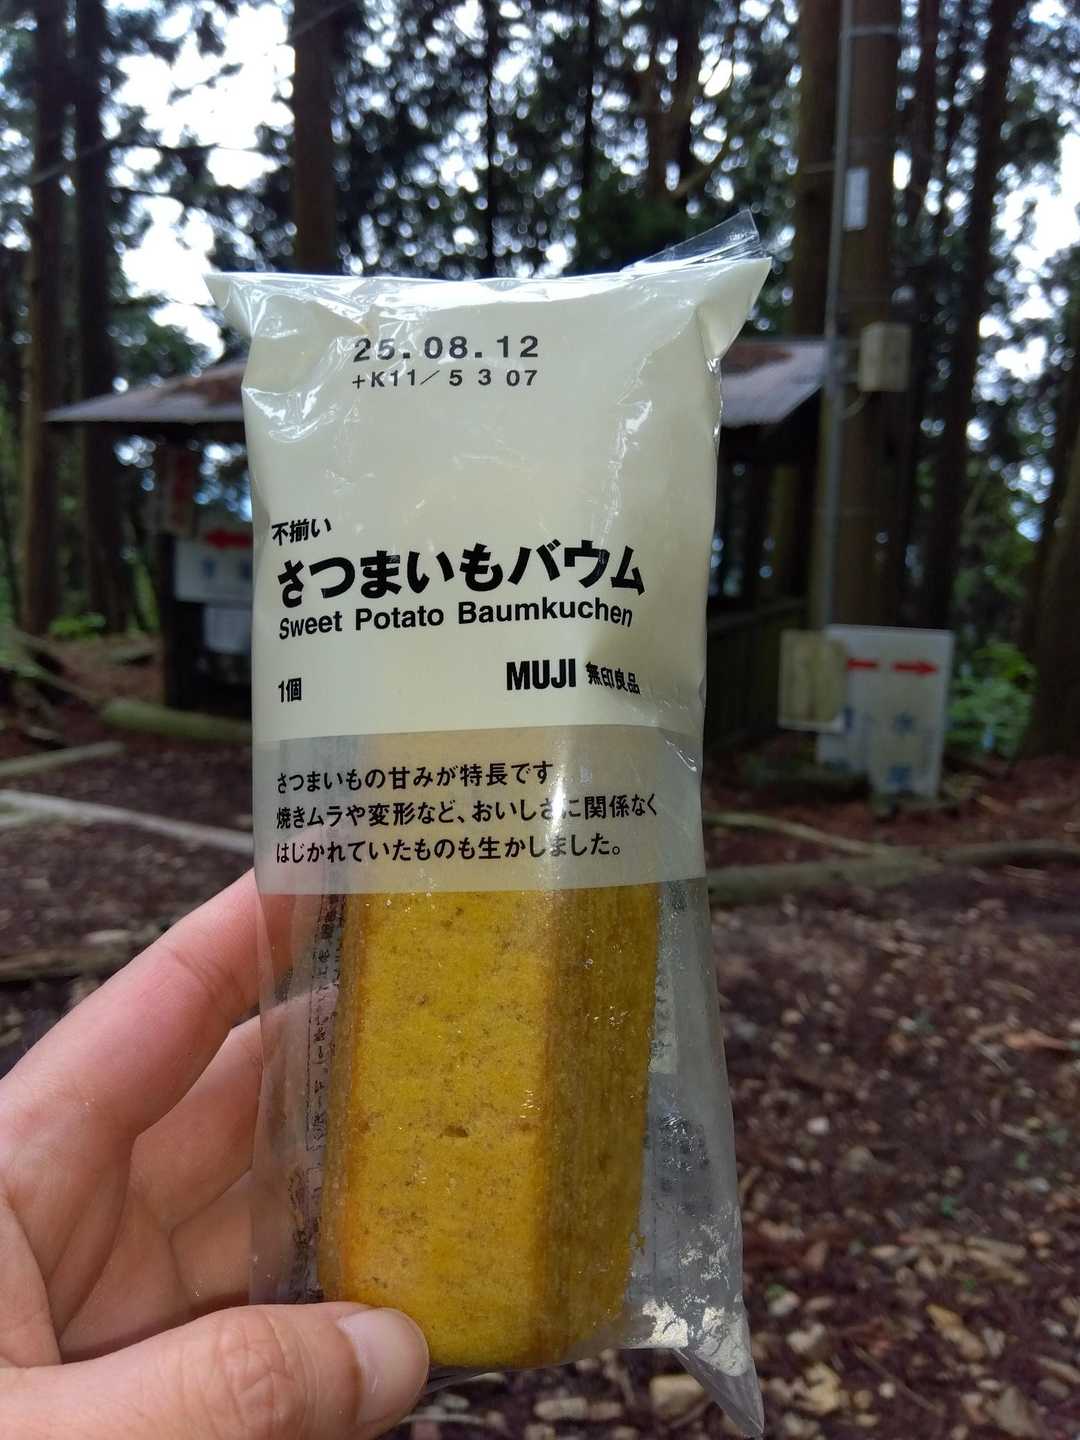 25.08.12
+K11／5 3 07
不揃い
さつまいもバウム
Sweet Potato Baumkuchen
1個
MUJI 無印良品
さつまいもの甘みが特長です。
焼きムラや変形など、おいしさに関係なく
はじかれていたものも生かしました。